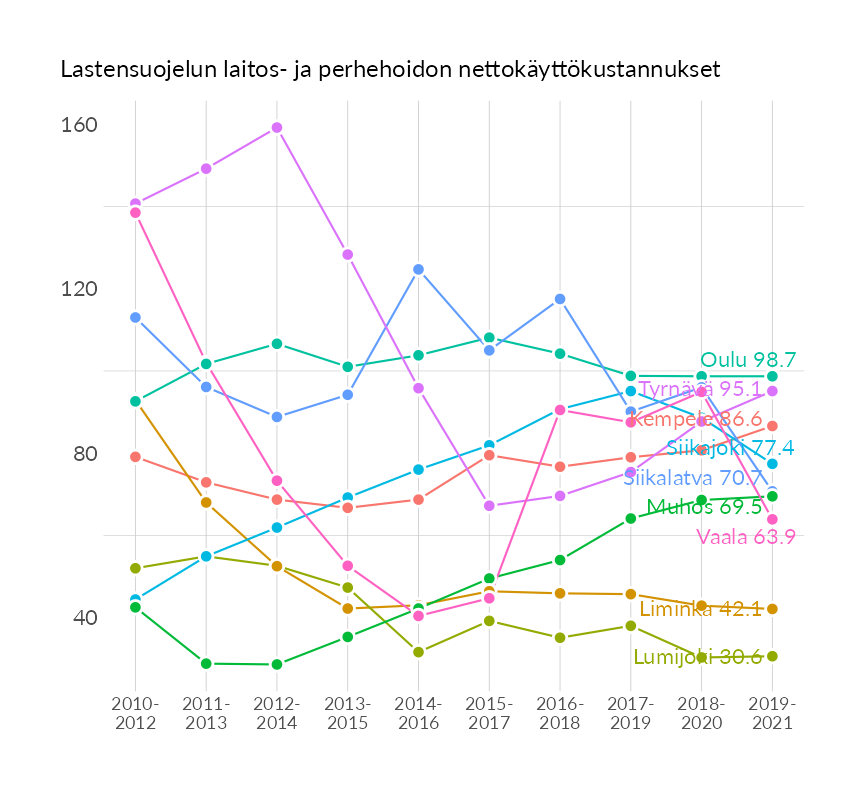 Lastensuojelun laitos- ja perhehoidon nettokäyttökustannukset
160
120
80
40
Oulu 98.7
Tyrnävä 95.1
Kempele 86.6
Siikajoki 77.4
Siikalatva 70.7
Muhos 69.5
Vaala 63.9
Liminka 42.1
Lumijoki 30.6
2010- 2011- 2012- 2013- 2014- 2015- 2016- 2017- 2018- 2019-
2012 2013 2014 2015 2016 2017 2018 2019 2020 2021